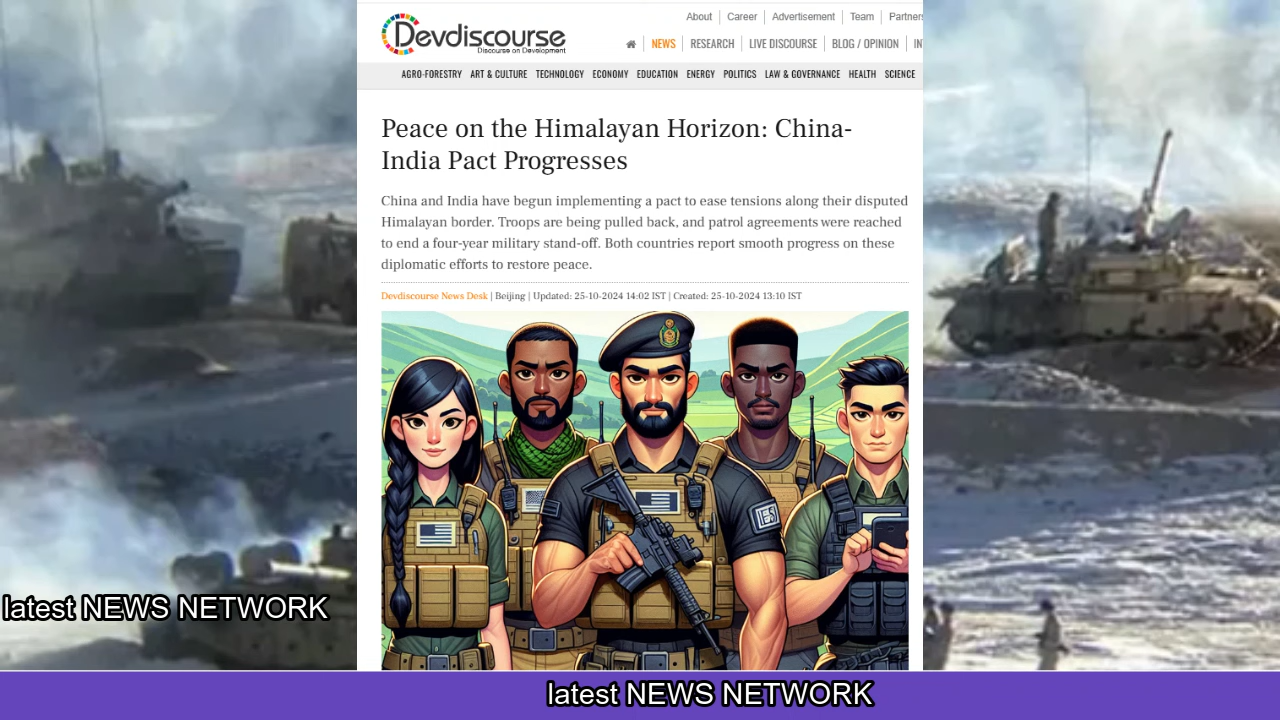 About Career Advertisement Team Partners
Devdiscourse
Discourse on Development
NEWS RESEARCH LIVE DISCOURSE BLOG / OPINION IN
AGRO-FORESTRY ART & CULTURE TECHNOLOGY ECONOMY EDUCATION ENERGY POLITICS LAW & GOVERNANCE HEALTH SCIENCE
Peace on the Himalayan Horizon: China-
India Pact Progresses
China and India have begun implementing a pact to ease tensions along their disputed
Himalayan border. Troops are being pulled back, and patrol agreements were reached
to end a four-year military stand-off. Both countries report smooth progress on these
diplomatic efforts to restore peace.
Devdiscourse News Desk | Beijing | Updated: 25-10-2024 14:02 IST | Created: 25-10-2024 13:10 IST
latest NEWS NETWORK
latest NEWS NETWORK